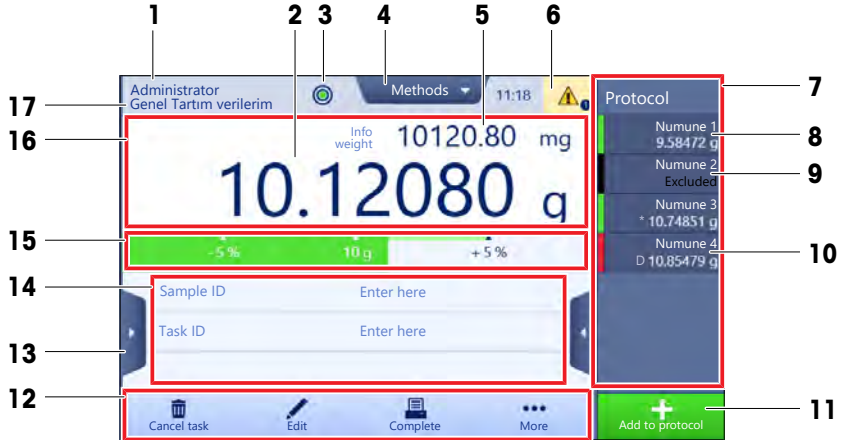 1
2
3
4
5
6
Administrator
Genel Tartım verilerim
Methods
11:18
Protocol
7
17
16
Info
weight
10120.80 mg
10.12080 g
Numune 1
9.58472 g
8
Numune 2
Excluded
9
Numune 3
* 10.74851 g
Numune 4
D 10.85479 g
10
15
-5 %
10 g
+5 %
14
Sample ID
Enter here
Task ID
Enter here
13
12
Cancel task
Edit
Complete
More
Add to protocol
11